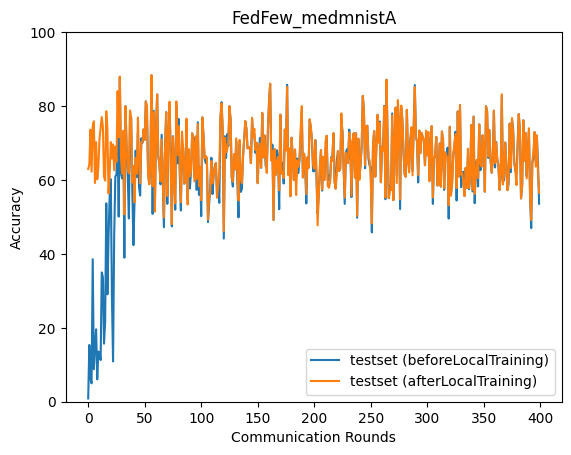 FedFew_medmnistA
100
80
60
40
20
0
Accuracy
0 50 100 150 200 250 300 350 400
Communication Rounds
testset (beforeLocalTraining)
testset (afterLocalTraining)